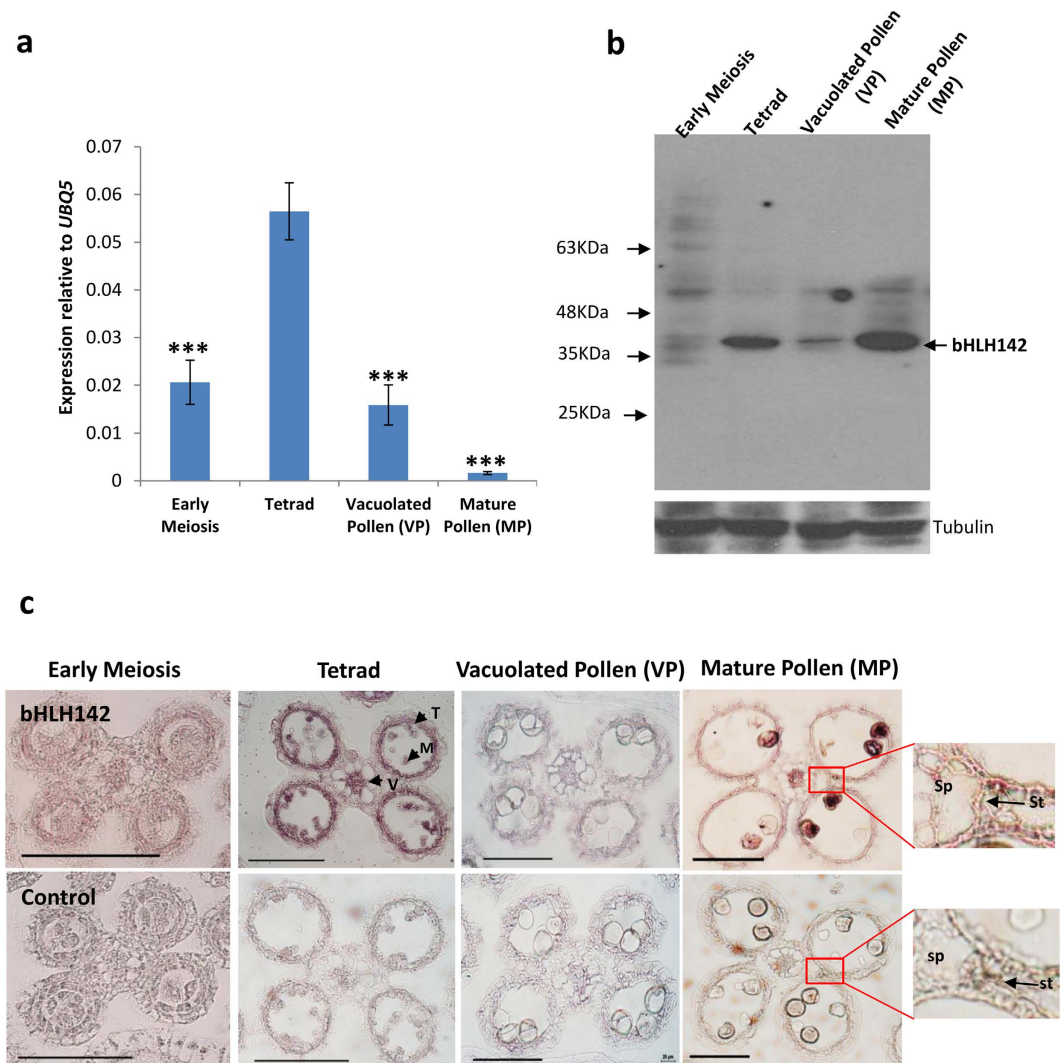 a
Expression relative to UBQ5
0.07
0.06
0.05
0.04
0.03
0.02
0.01
0
***
***
***
Early
Meiosis
Tetrad
Vacuolated
Pollen (VP)
Mature
Pollen (MP)
b
Early Meiosis
Tetrad
Vacuolated Pollen
(VP)
Mature Pollen
(MP)
63KDa
48KDa
35KDa
25KDa
bHLH142
Tubulin
c
Early Meiosis
Tetrad
Vacuolated Pollen (VP)
Mature Pollen (MP)
bHLH142
T
M
V
Sp
St
Control
sp
st
20 µm